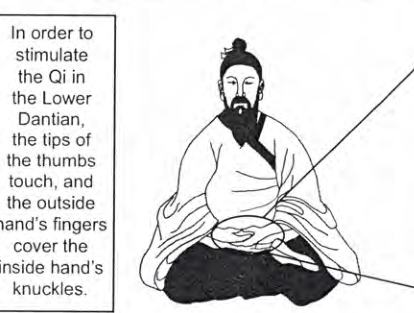 In order to
stimulate
the Qi in
the Lower
Dantian,
the tips of
the thumbs
touch, and
the outside
hand's fingers
cover the
inside hand's
knuckles.